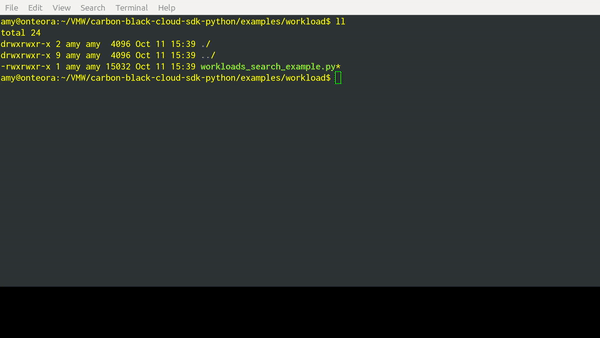 File Edit View Search Terminal Help
amy@onteora:~/VMW/carbon-black-cloud-sdk-python/examples/workload$ ll
total 24
drwxrwxr-x 2 amy amy  4096 Oct 11 15:39 ./
drwxrwxr-x 9 amy amy  4096 Oct 11 15:39 ../
-rwxrwxr-x 1 amy amy 15032 Oct 11 15:39 workloads_search_example.py*
amy@onteora:~/VMW/carbon-black-cloud-sdk-python/examples/workload$